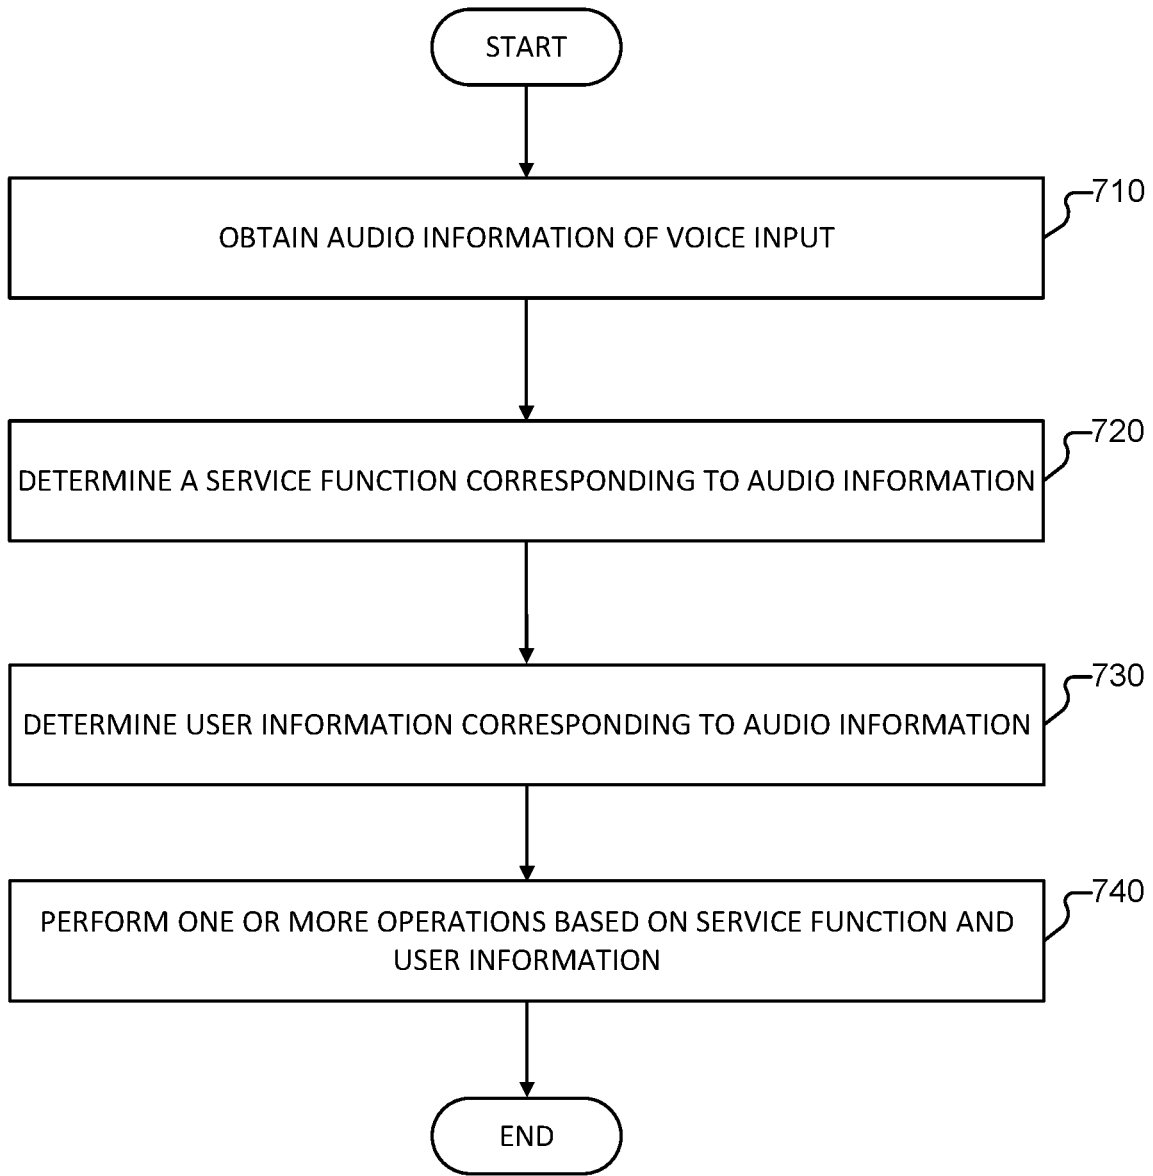 START
710
OBTAIN AUDIO INFORMATION OF VOICE INPUT
720
DETERMINE A SERVICE FUNCTION CORRESPONDING TO AUDIO INFORMATION
730
DETERMINE USER INFORMATION CORRESPONDING TO AUDIO INFORMATION
740
PERFORM ONE OR MORE OPERATIONS BASED ON SERVICE FUNCTION AND
USER INFORMATION
END